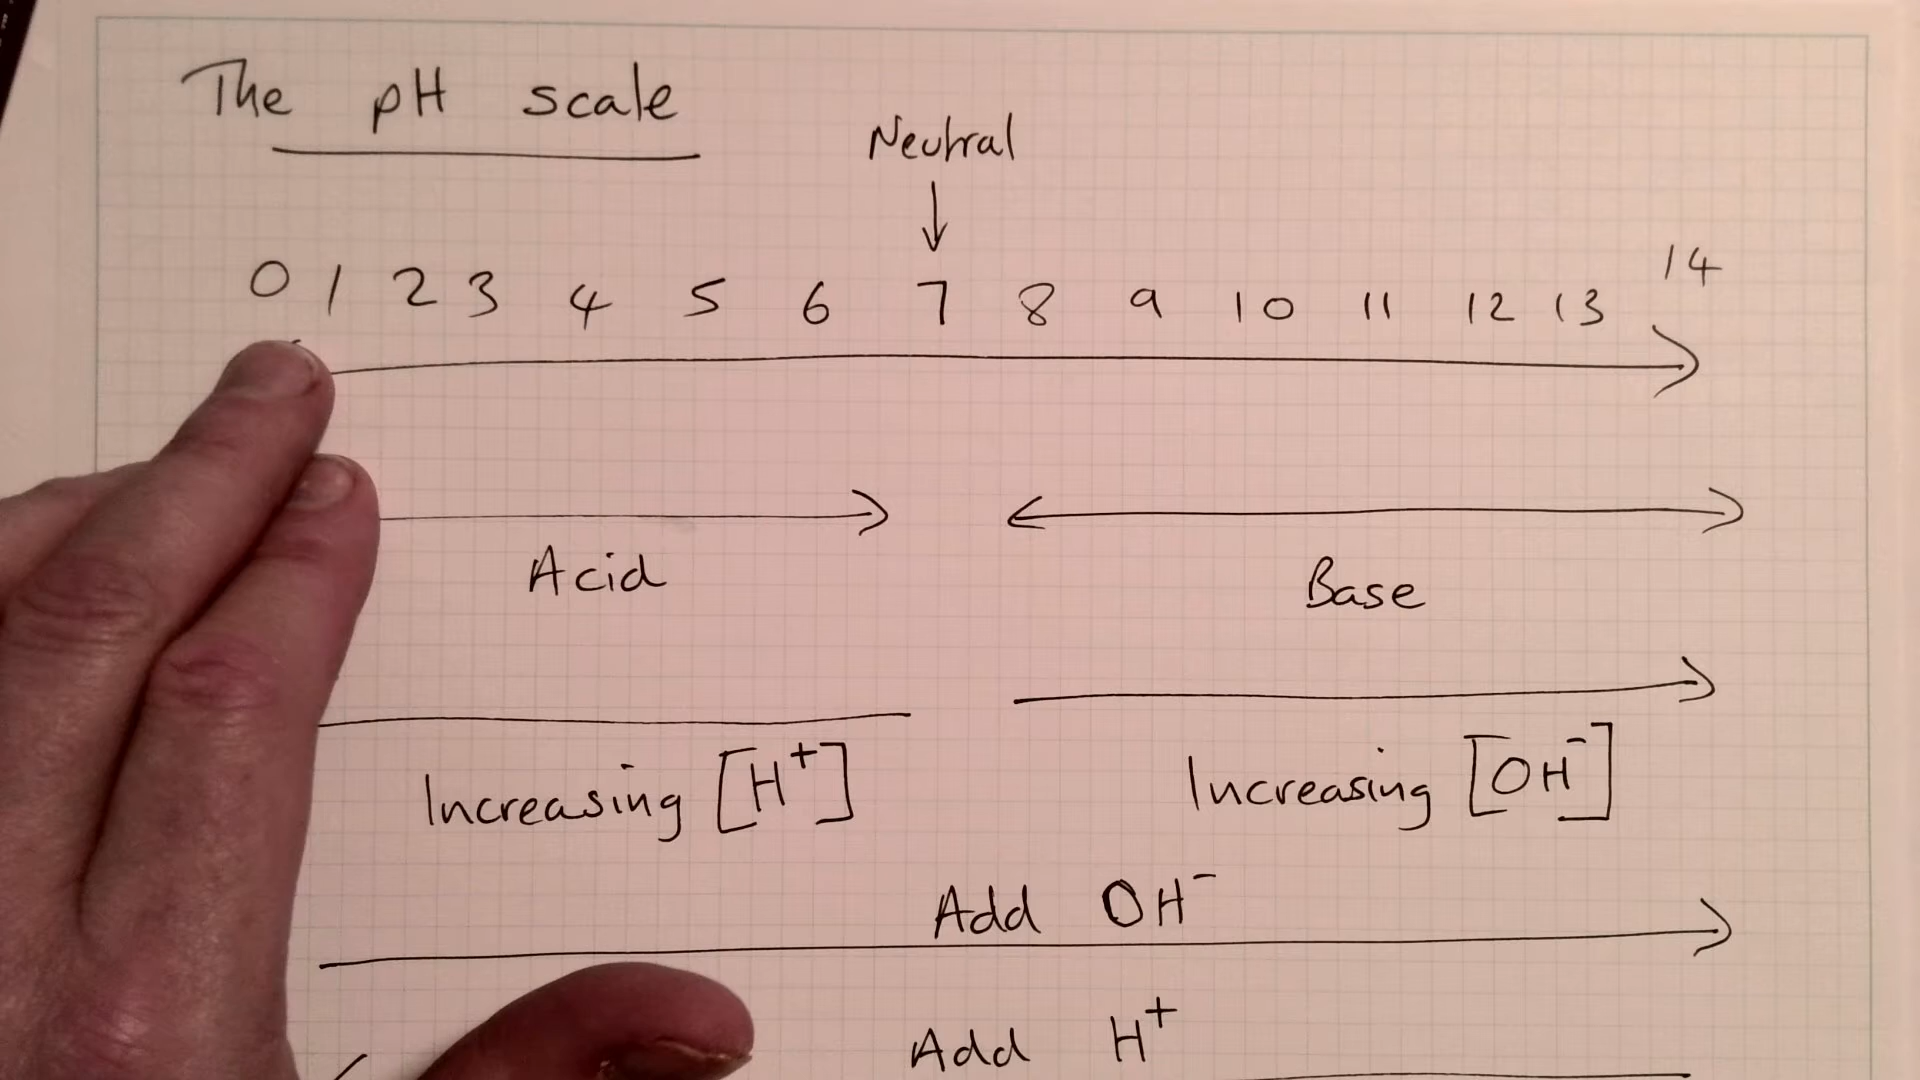 The pH scale
Neutral
0 1 2 3 4 5 6 7 8 9 10 11 12 13 14
Acid Base
Increasing [H⁺] Increasing [OH⁻]
Add OH⁻
Add H⁺